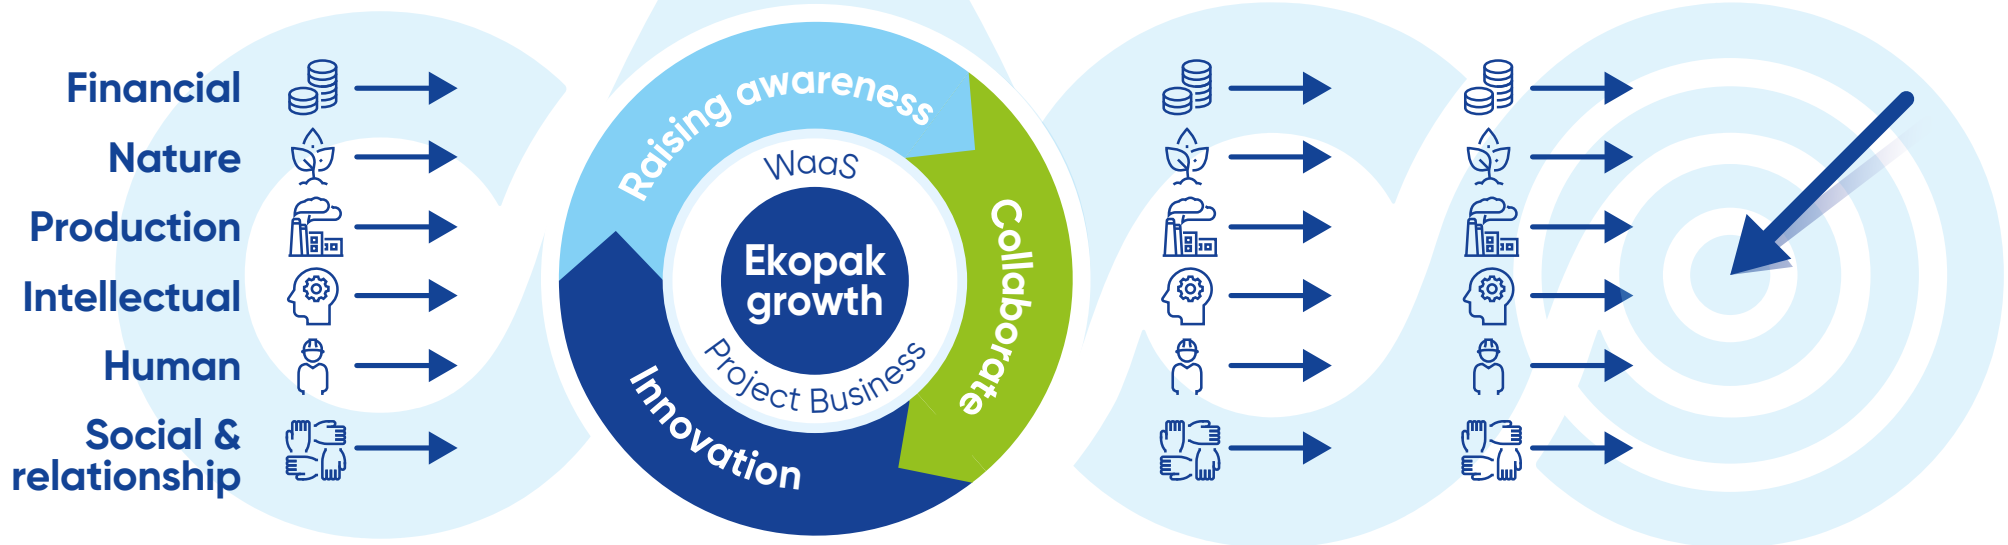 Financial
Nature
Production
Intellectual
Human
Social &
relationship
Raising awareness
Collaborate
Innovation
WaaS
Project Business
Ekopak
growth